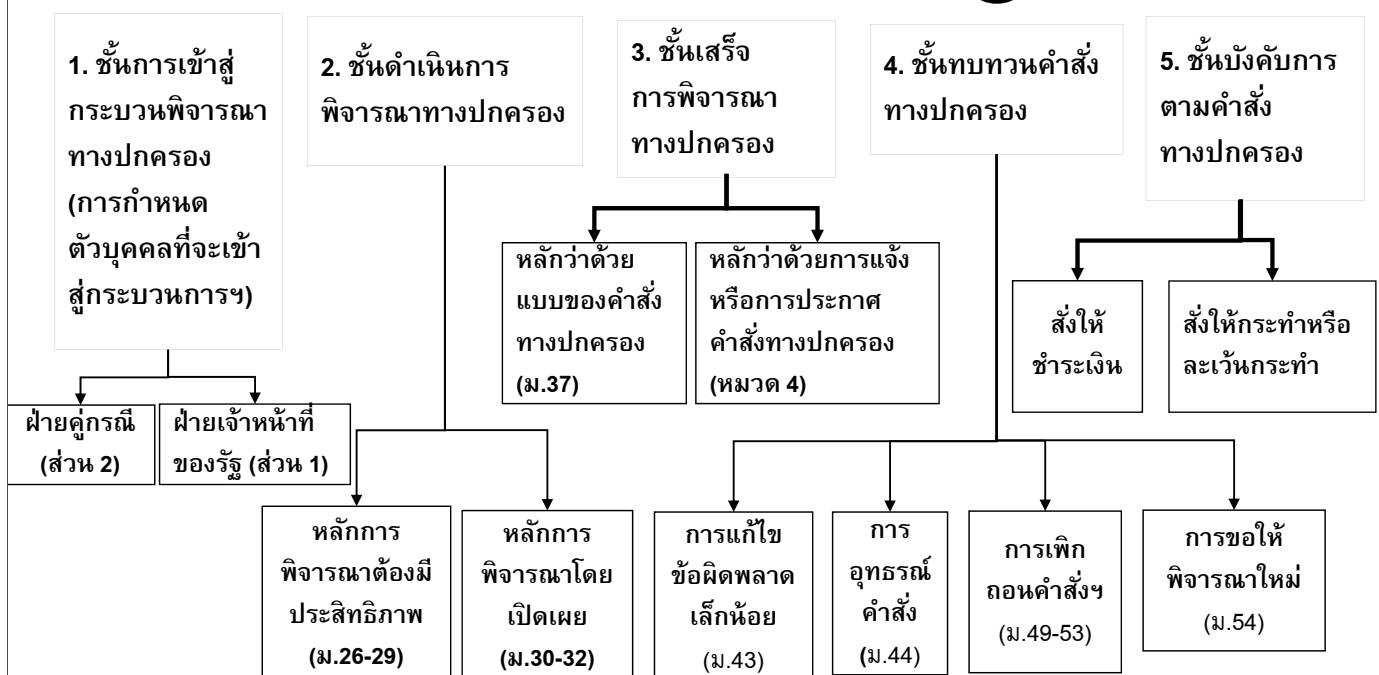 1. ชั้นการเข้าสู่
กระบวนพิจารณา
ทางปกครอง
(การกำหนด
ตัวบุคคลที่จะเข้า
สู่กระบวนการฯ)
2. ชั้นดำเนินการ
พิจารณาทางปกครอง
3. ชั้นเสร็จ
การพิจารณา
ทางปกครอง
4. ชั้นทบทวนคำสั่ง
ทางปกครอง
5. ชั้นบังคับการ
ตามคำสั่ง
ทางปกครอง
หลักว่าด้วย
แบบของคำสั่ง
ทางปกครอง
(ม.37)
หลักว่าด้วยการแจ้ง
หรือการประกาศ
คำสั่งทางปกครอง
(หมวด 4)
สั่งให้
ชำระเงิน
สั่งให้กระทำหรือ
ละเว้นกระทำ
ฝ่ายคู่กรณี
(ส่วน 2)
ฝ่ายเจ้าหน้าที่
ของรัฐ (ส่วน 1)
หลักการ
พิจารณาต้องมี
ประสิทธิภาพ
(ม.26-29)
หลักการ
พิจารณาโดย
เปิดเผย
(ม.30-32)
การแก้ไข
ข้อผิดพลาด
เล็กน้อย
(ม.43)
การ
อุทธรณ์
คำสั่ง
(ม.44)
การเพิก
ถอนคำสั่งฯ
(ม.49-53)
การขอให้
พิจารณาใหม่
(ม.54)